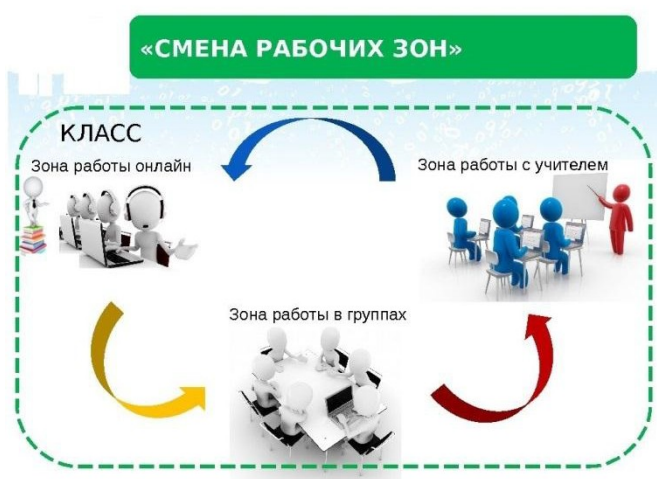 «СМЕНА РАБОЧИХ ЗОН»
КЛАСС
Зона работы онлайн
Зона работы с учителем
Зона работы в группах